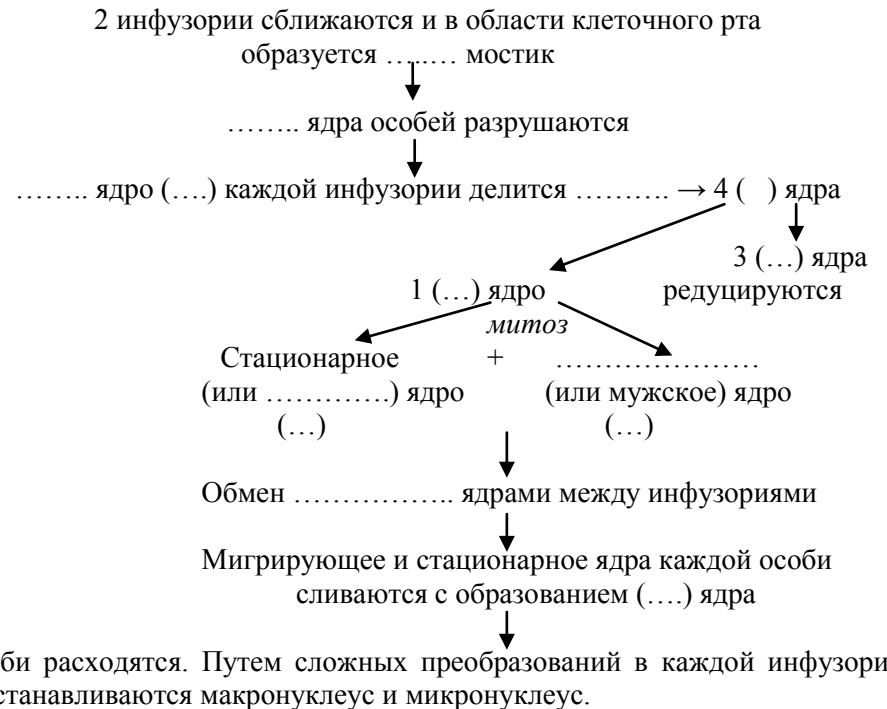 2 инфузории сближаются и в области клеточного рта
образуется …..… мостик
…….. ядра особей разрушаются
…….. ядро (….) каждой инфузории делится ………. → 4 ( ) ядра
3 (…) ядра
1 (…) ядро редуцируются
митоз
Стационарное + …………………
(или ………….) ядро (или мужское) ядро
(…) (…)
Обмен …………….. ядрами между инфузориями
Мигрирующее и стационарное ядра каждой особи
сливаются с образованием (….) ядра
би расходятся. Путем сложных преобразований в каждой инфузори
станавливаются макронуклеус и микронуклеус.